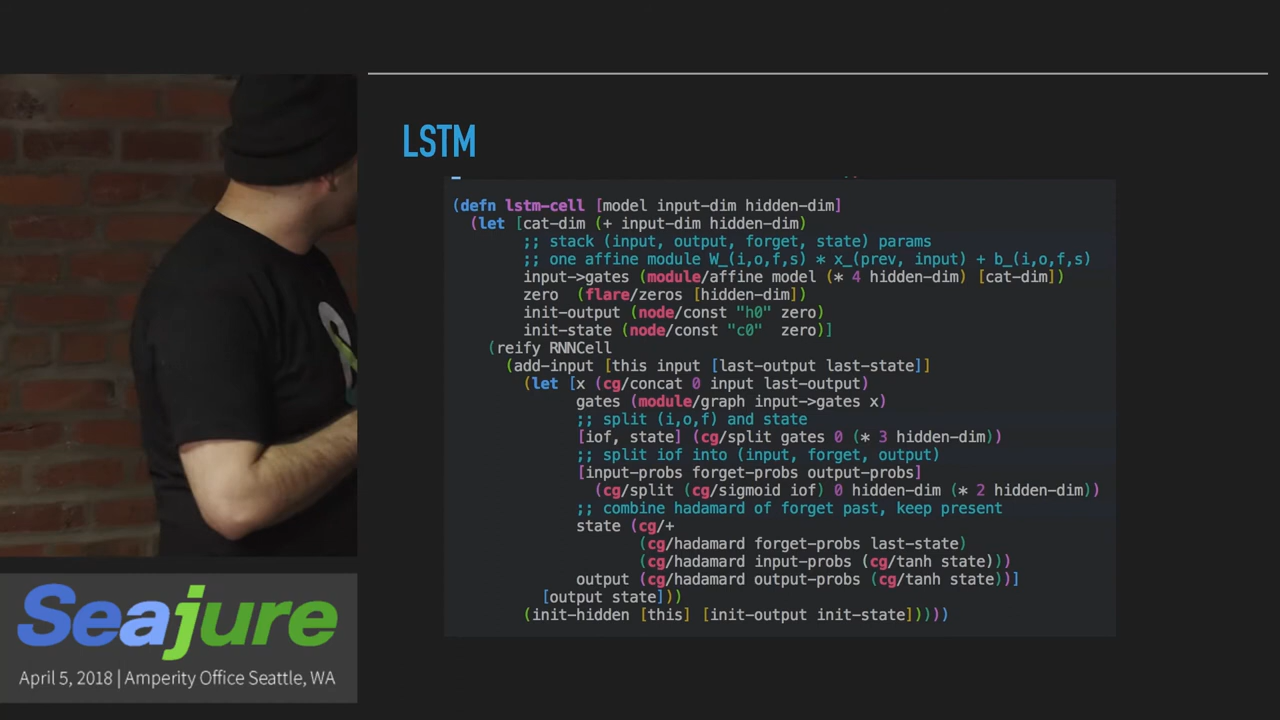 LSTM
(defn lstm-cell [model input-dim hidden-dim]
(let [cat-dim (+ input-dim hidden-dim)
;; stack (input, output, forget, state) params
;; one affine module W_(i,o,f,s) * x_(prev, input) + b_(i,o,f,s)
input->gates (module/affine model (* 4 hidden-dim) [cat-dim])
zero (flare/zeros [hidden-dim])
init-output (node/const "h0" zero)
init-state (node/const "c0" zero)]
(reify RNNCell
(add-input [this input [last-output last-state]]
(let [x (cg/concat 0 input last-output)
gates (module/graph input->gates x)
;; split (i,o,f) and state
[iof, state] (cg/split gates 0 (* 3 hidden-dim))
;; split iof into (input, forget, output)
[input-probs forget-probs output-probs]
(cg/split (cg/sigmoid iof) 0 hidden-dim (* 2 hidden-dim))
;; combine hadamard of forget past, keep present
state (cg/+
(cg/hadamard forget-probs last-state)
(cg/hadamard input-probs (cg/tanh state)))
output (cg/hadamard output-probs (cg/tanh state))]
[output state]))
(init-hidden [this] [init-output init-state]))))
Seajure
April 5, 2018 | Amperity Office Seattle, WA